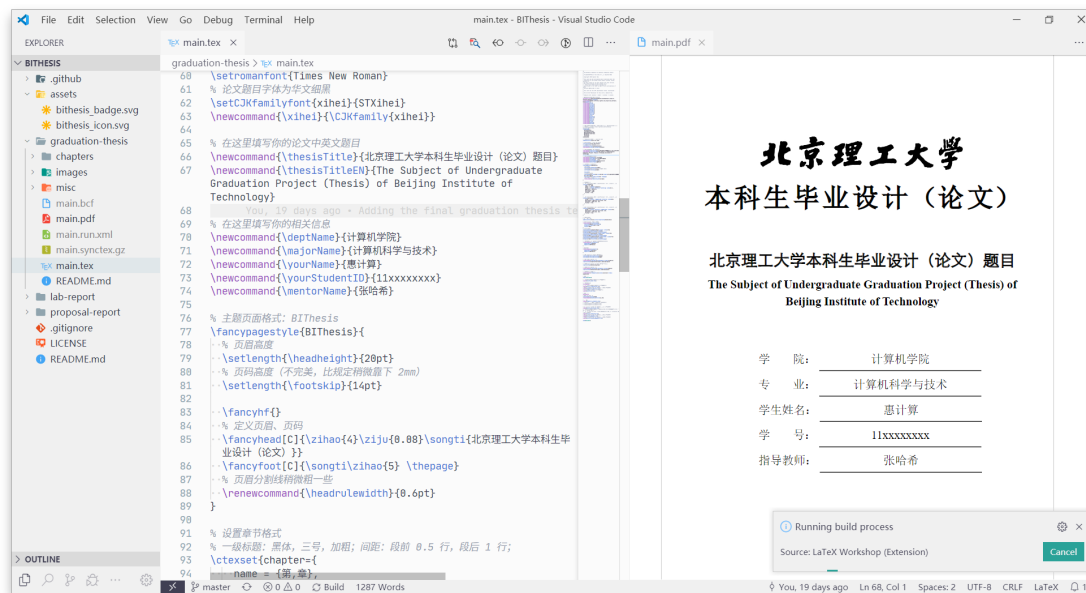 File Edit Selection View Go Debug Terminal Help
main.tex - BIThesis - Visual Studio Code
EXPLORER
BITHESIS
.github
assets
bithesis_badge.svg
bithesis_icon.svg
graduation-thesis
chapters
images
misc
main.bcf
main.pdf
main.run.xml
main.synctex.gz
main.tex
README.md
lab-report
proposal-report
.gitignore
LICENSE
README.md
OUTLINE
main.tex
graduation-thesis > main.tex
60 \setromanfont{Times New Roman}
61 % 论文题目字体为华文细黑
62 \setCJKfamilyfont{xihei}{STXihei}
63 \newcommand{\xihei}{\CJKfamily{xihei}}
64
65 % 在这里填写你的论文中英文题目
66 \newcommand{\thesisTitle}{北京理工大学本科生毕业设计（论文）题目}
67 \newcommand{\thesisTitleEN}{The Subject of Undergraduate
Graduation Project (Thesis) of Beijing Institute of
Technology}
68 You, 19 days ago • Adding the final graduation thesis te
69 % 在这里填写你的相关信息
70 \newcommand{\deptName}{计算机学院}
71 \newcommand{\majorName}{计算机科学与技术}
72 \newcommand{\yourName}{惠计算}
73 \newcommand{\yourStudentID}{11xxxxxxxx}
74 \newcommand{\mentorName}{张哈希}
75
76 % 主题页面格式：BIThesis
77 \fancypagestyle{BIThesis}{
78 % 页眉高度
79 \setlength{\headheight}{20pt}
80 % 页码高度（不完美，比规定稍微靠下 2mm）
81 \setlength{\footskip}{14pt}
82
83 \fancyhf{}
84 % 定义页眉、页码
85 \fancyhead[C]{\zihao{4}\ziju{0.08}\songti{北京理工大学本科生毕
业设计（论文）}}
86 \fancyfoot[C]{\songti\zihao{5} \thepage}
87 % 页眉分割线稍微粗一些
88 \renewcommand{\headrulewidth}{0.6pt}
89 }
90
91 % 设置章节格式
92 % 一级标题：黑体，三号，加粗；间距：段前 0.5 行，段后 1 行；
93 \ctexset{chapter={
94 name = {第,章},
main.pdf
北京理工大學
本科生毕业设计（论文）
北京理工大学本科生毕业设计（论文）题目
The Subject of Undergraduate Graduation Project (Thesis) of
Beijing Institute of Technology
学 院： 计算机学院
专 业： 计算机科学与技术
学生姓名： 惠计算
学 号： 11xxxxxxxx
指导教师： 张哈希
Running build process
Source: LaTeX Workshop (Extension)
Cancel
master 0 0 Build 1287 Words
You, 19 days ago Ln 68, Col 1 Spaces: 2 UTF-8 CRLF LaTeX 1